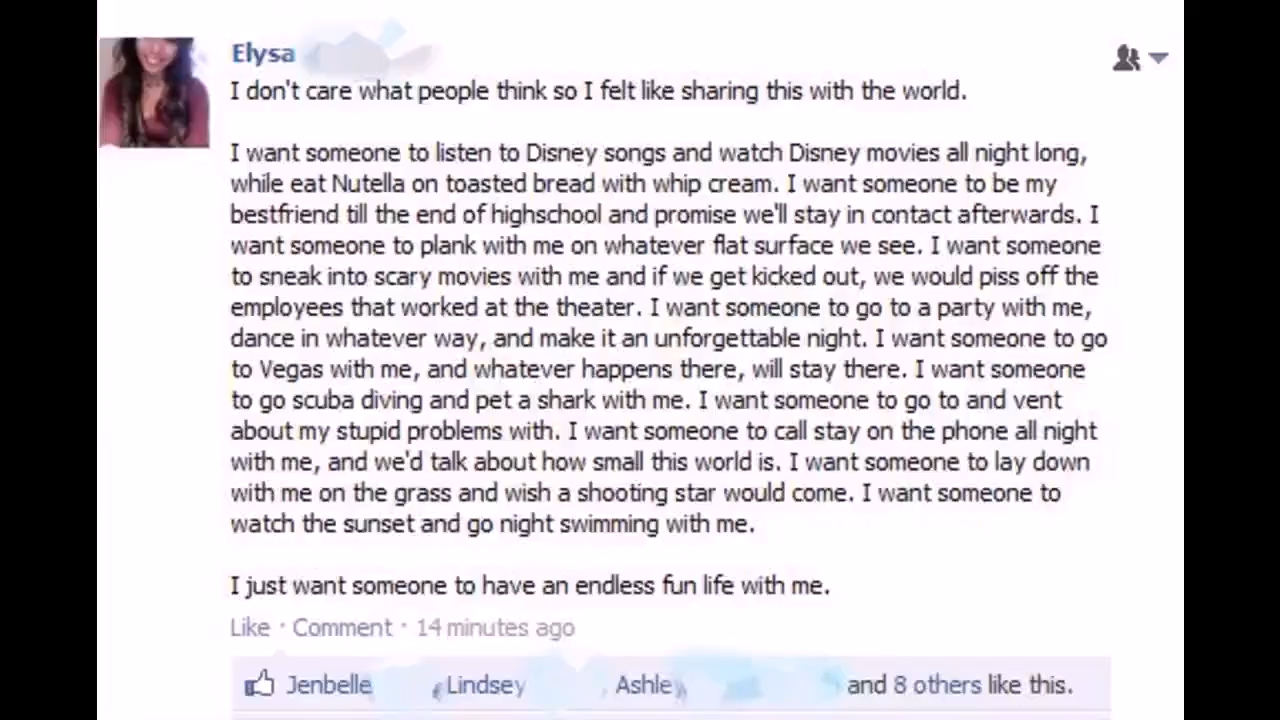 Elysa
I don't care what people think so I felt like sharing this with the world.
I want someone to listen to Disney songs and watch Disney movies all night long,
while eat Nutella on toasted bread with whip cream. I want someone to be my
bestfriend till the end of highschool and promise we'll stay in contact afterwards. I
want someone to plank with me on whatever flat surface we see. I want someone
to sneak into scary movies with me and if we get kicked out, we would piss off the
employees that worked at the theater. I want someone to go to a party with me,
dance in whatever way, and make it an unforgettable night. I want someone to go
to Vegas with me, and whatever happens there, will stay there. I want someone
to go scuba diving and pet a shark with me. I want someone to go to and vent
about my stupid problems with. I want someone to call stay on the phone all night
with me, and we'd talk about how small this world is. I want someone to lay down
with me on the grass and wish a shooting star would come. I want someone to
watch the sunset and go night swimming with me.
I just want someone to have an endless fun life with me.
Like · Comment · 14 minutes ago
Jenbelle Lindsey Ashley and 8 others like this.